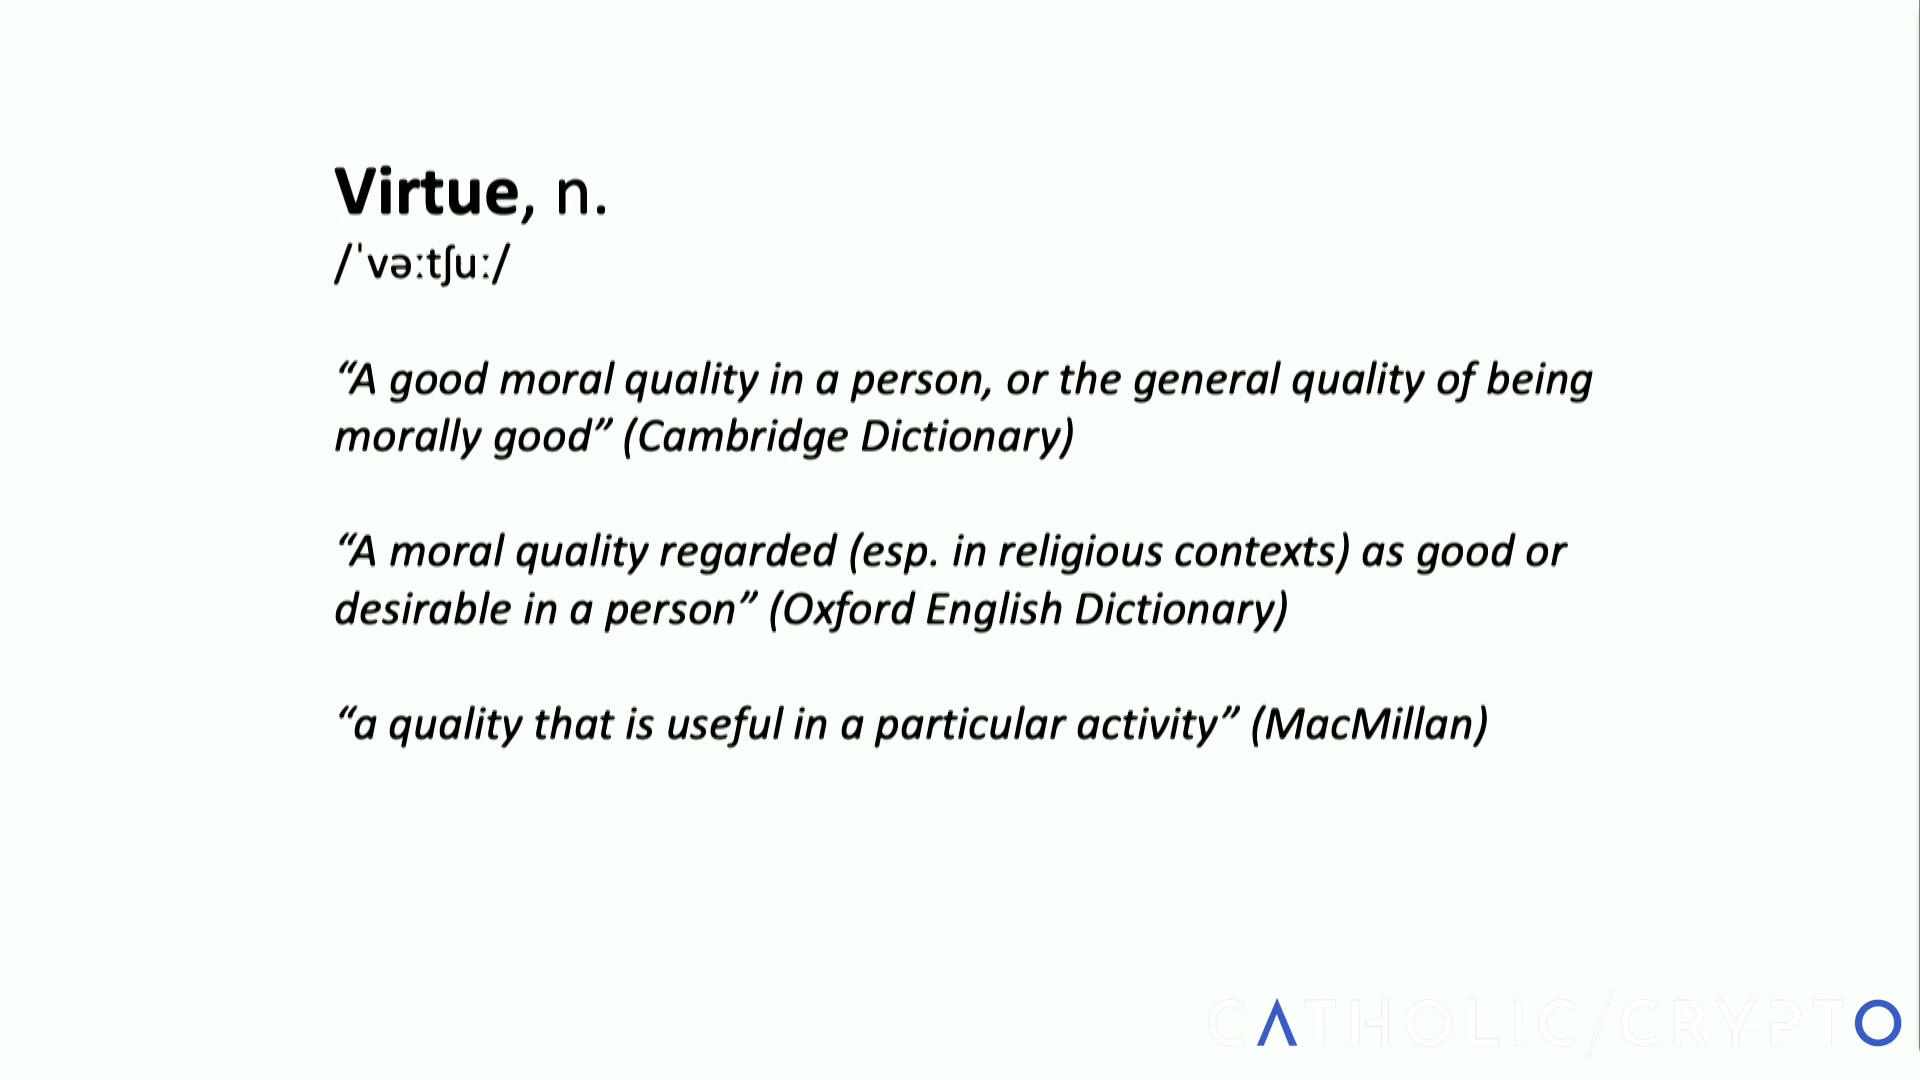 Virtue, n.
/ˈvəːtʃuː/
“A good moral quality in a person, or the general quality of being
morally good” (Cambridge Dictionary)
“A moral quality regarded (esp. in religious contexts) as good or
desirable in a person” (Oxford English Dictionary)
“a quality that is useful in a particular activity” (MacMillan)
CATHOLIC/CRYPTO